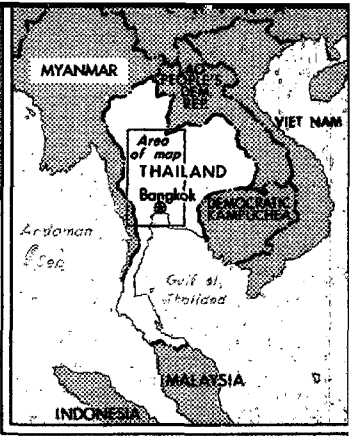 MYANMAR
LAO
PEOPLE'S
DEM.
REP.
VIET NAM
Area
of map
THAILAND
Bangkok
DEMOCRATIC
KAMPUCHEA
Andaman
Sea
Gulf of
Thailand
MALAYSIA
INDONESIA